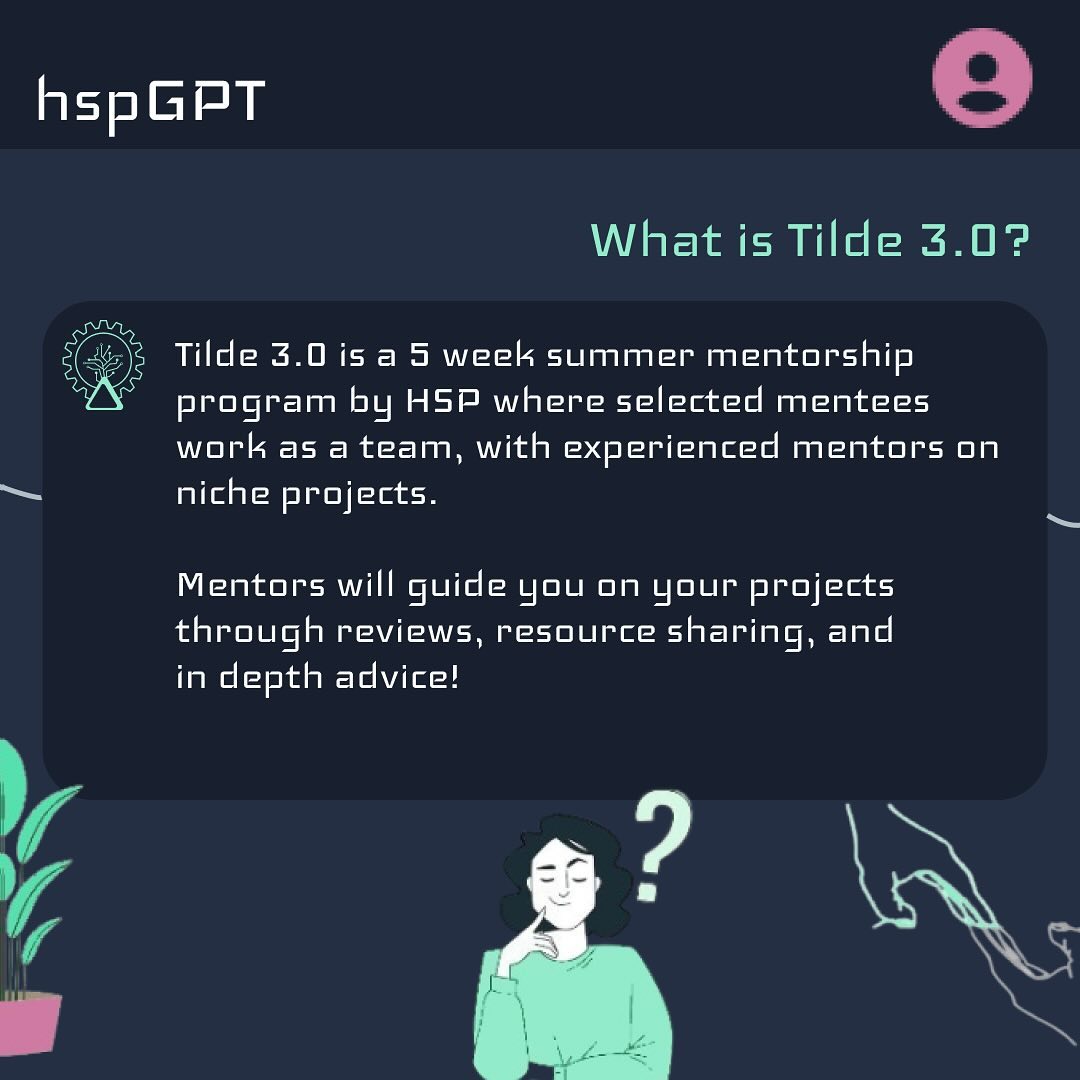 hspGPT
What is Tilde 3.0?
Tilde 3.0 is a 5 week summer mentorship
program by HSP where selected mentees
work as a team, with experienced mentors on
niche projects.
Mentors will guide you on your projects
through reviews, resource sharing, and
in depth advice!
?